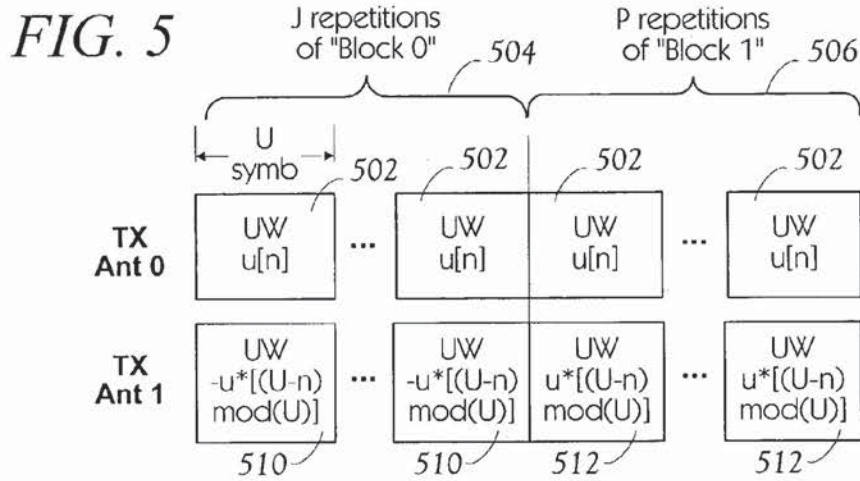 FIG. 5
J repetitions
of "Block 0"
504
P repetitions
of "Block 1"
506
U
symb
502
502
502
502
TX
Ant 0
UW
u[n]
...
UW
u[n]
UW
u[n]
...
UW
u[n]
TX
Ant 1
UW
-u*[(U-n)
mod(U)]
...
UW
-u*[(U-n)
mod(U)]
UW
u*[(U-n)
mod(U)]
...
UW
u*[(U-n)
mod(U)]
510
510
512
512